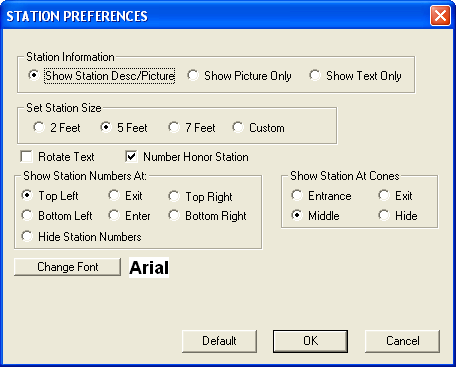 STATION PREFERENCES
Station Information
Show Station Desc/Picture Show Picture Only Show Text Only
Set Station Size
2 Feet 5 Feet 7 Feet Custom
Rotate Text Number Honor Station
Show Station Numbers At:
Top Left Exit Top Right
Bottom Left Enter Bottom Right
Hide Station Numbers
Show Station At Cones
Entrance Exit
Middle Hide
Change Font Arial
Default OK Cancel